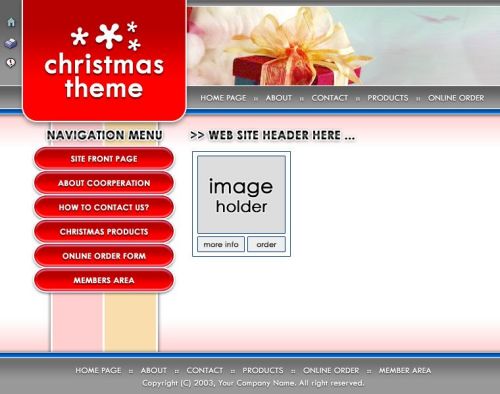 christmas
theme
HOME PAGE :: ABOUT :: CONTACT :: PRODUCTS :: ONLINE ORDER
NAVIGATION MENU
SITE FRONT PAGE
ABOUT COORPERATION
HOW TO CONTACT US?
CHRISTMAS PRODUCTS
ONLINE ORDER FORM
MEMBERS AREA
>> WEB SITE HEADER HERE ...
image
holder
more info
order
HOME PAGE :: ABOUT :: CONTACT :: PRODUCTS :: ONLINE ORDER :: MEMBER AREA
Copyright (C) 2003, Your Company Name. All right reserved.